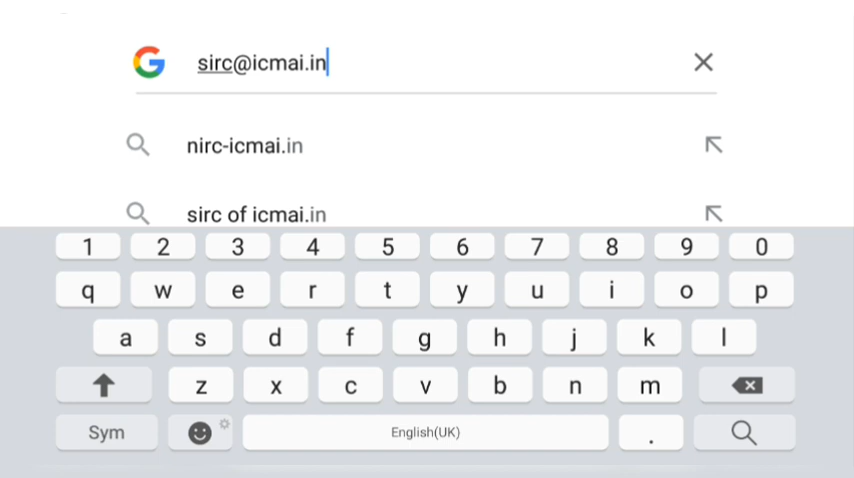 sirc@icmai.in
nirc-icmai.in
sirc of icmai.in
1 2 3 4 5 6 7 8 9 0
q w e r t y u i o p
a s d f g h j k l
z x c v b n m
Sym English(UK) .